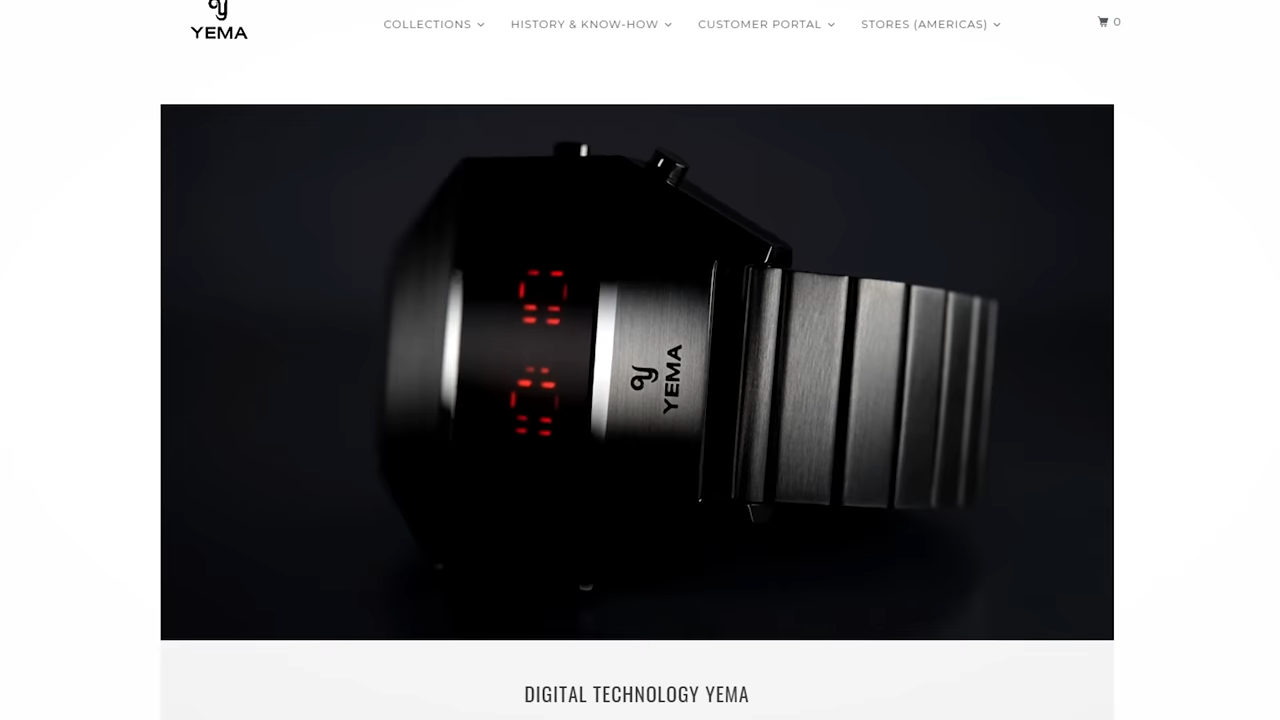 YEMA
COLLECTIONS
HISTORY & KNOW-HOW
CUSTOMER PORTAL
STORES (AMERICAS)
0
YEMA
DIGITAL TECHNOLOGY YEMA